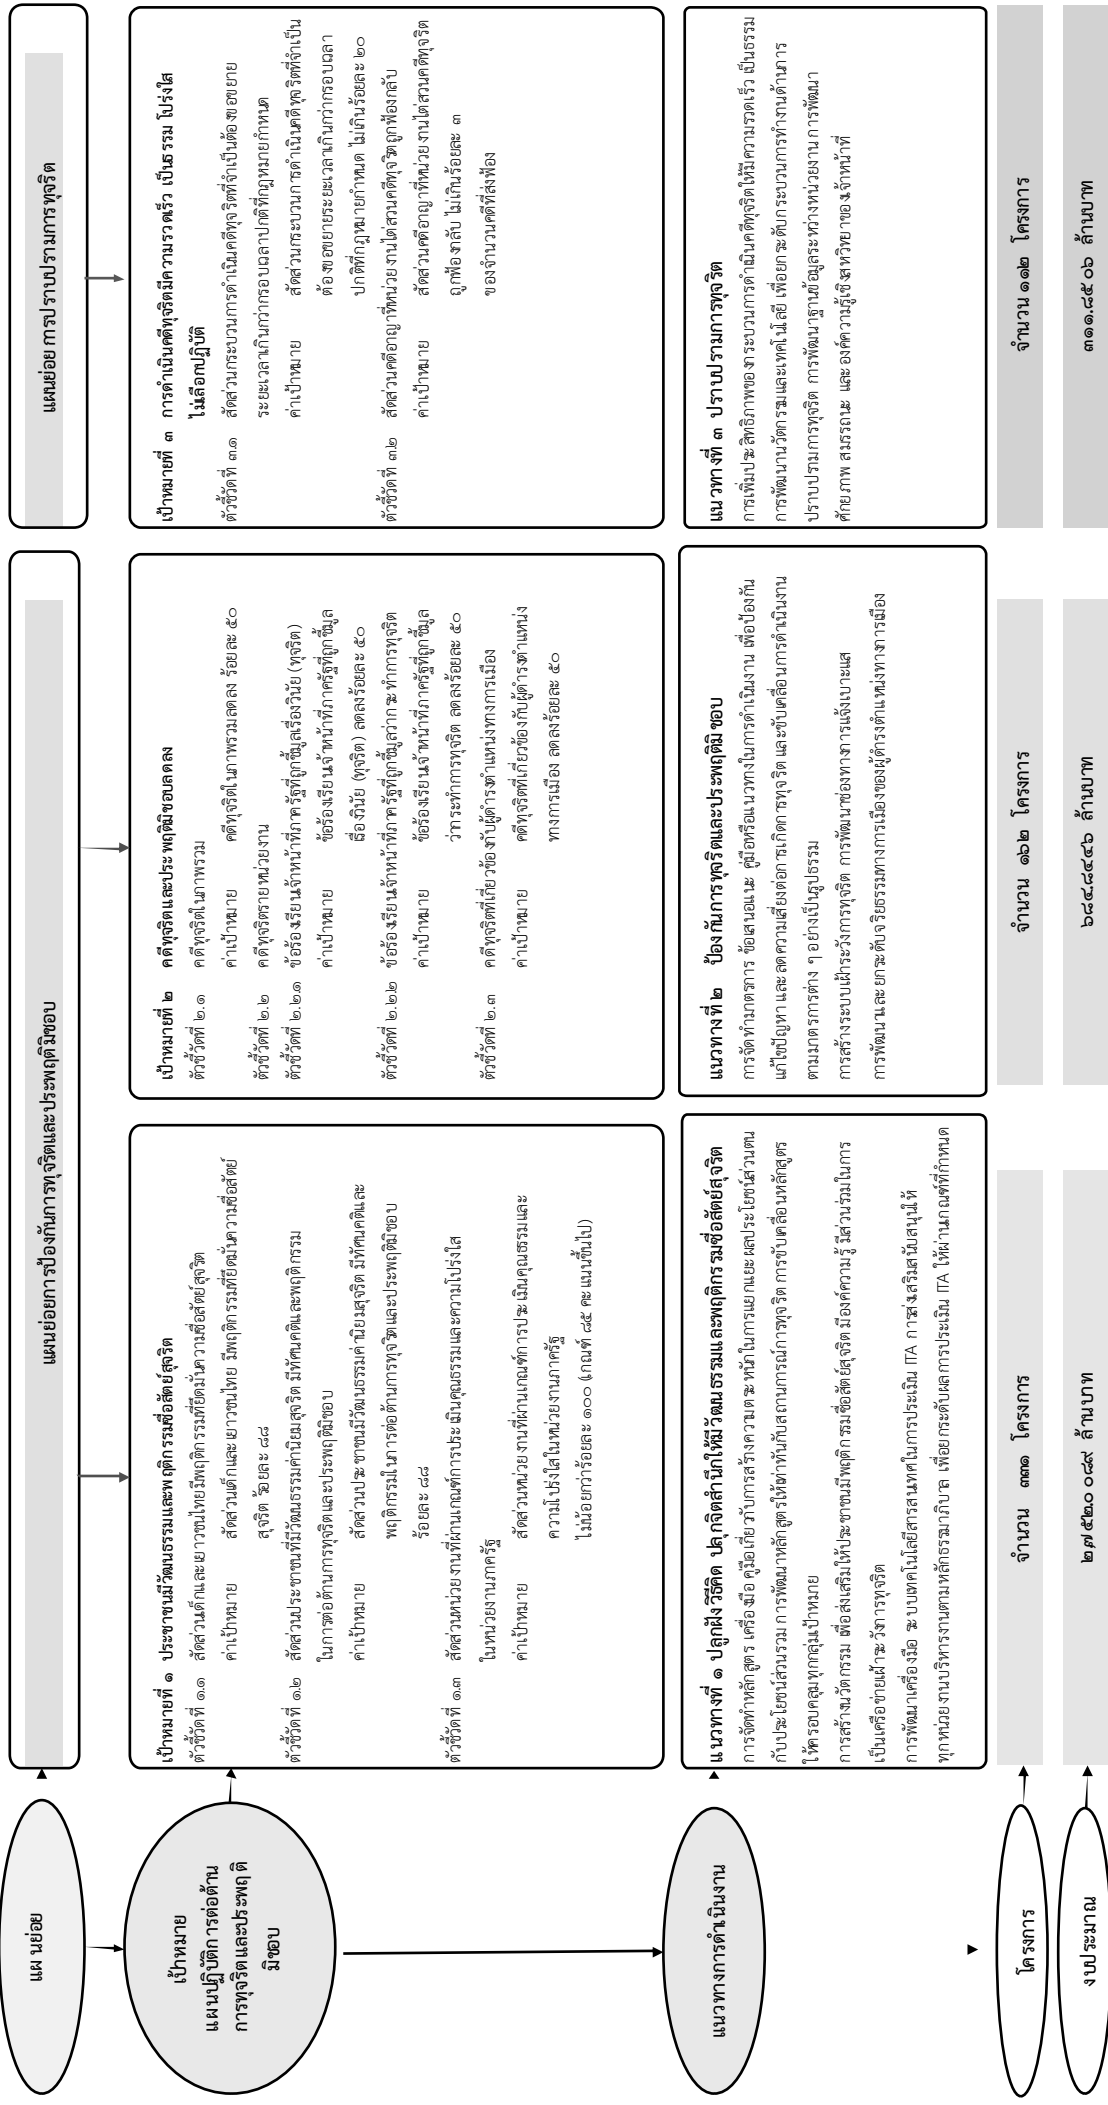 แผนย่อย
แผนย่อยการป้องกันการทุจริตและประพฤติมิชอบ
แผนย่อย การปราบปรามการทุจริต
เป้าหมาย
แผนปฏิบัติการต่อต้าน
การทุจริตและประพฤติ
มิชอบ
เป้าหมายที่ ๑ ประชาชนมีวัฒนธรรมและพฤติกรรมซื่อสัตย์สุจริต
ตัวชี้วัดที่ ๑.๑ สัดส่วนเด็กและเยาวชนไทยมีพฤติกรรมที่ยึดมั่นความซื่อสัตย์สุจริต
ค่าเป้าหมาย สัดส่วนเด็กและเยาวชนไทย มีพฤติกรรมที่ยึดมั่นความซื่อสัตย์
สุจริต ร้อยละ ๘๘
ตัวชี้วัดที่ ๑.๒ สัดส่วนประชาชนที่มีวัฒนธรรมค่านิยมสุจริต มีทัศนคติและพฤติกรรม
ในการต่อต้านการทุจริตและประพฤติมิชอบ
ค่าเป้าหมาย สัดส่วนประชาชนมีวัฒนธรรมค่านิยมสุจริต มีทัศนคติและ
พฤติกรรมในการต่อต้านการทุจริตและประพฤติมิชอบ
ร้อยละ ๘๘
ตัวชี้วัดที่ ๑.๓ สัดส่วนหน่วยงานที่ผ่านเกณฑ์การประเมินคุณธรรมและความโปร่งใส
ในหน่วยงานภาครัฐ
ค่าเป้าหมาย สัดส่วนหน่วยงานที่ผ่านเกณฑ์การประเมินคุณธรรมและ
ความโปร่งใสในหน่วยงานภาครัฐ
ไม่น้อยกว่าร้อยละ ๑๐๐ (เกณฑ์ ๘๕ คะแนนขึ้นไป)
เป้าหมายที่ ๒ คดีทุจริตและประพฤติมิชอบลดลง
ตัวชี้วัดที่ ๒.๑ คดีทุจริตในภาพรวม
ค่าเป้าหมาย คดีทุจริตในภาพรวมลดลง ร้อยละ ๕๐
ตัวชี้วัดที่ ๒.๒ คดีทุจริตรายหน่วยงาน
ตัวชี้วัดที่ ๒.๒.๑ ข้อร้องเรียนเจ้าหน้าที่ภาครัฐที่ถูกชี้มูลเรื่องวินัย (ทุจริต)
ค่าเป้าหมาย ข้อร้องเรียนเจ้าหน้าที่ภาครัฐที่ถูกชี้มูล
เรื่องวินัย (ทุจริต) ลดลงร้อยละ ๕๐
ตัวชี้วัดที่ ๒.๒.๒ ข้อร้องเรียนเจ้าหน้าที่ภาครัฐที่ถูกชี้มูลว่ากระทำการทุจริต
ค่าเป้าหมาย ข้อร้องเรียนเจ้าหน้าที่ภาครัฐที่ถูกชี้มูล
ว่ากระทำการทุจริต ลดลงร้อยละ ๕๐
ตัวชี้วัดที่ ๒.๓ คดีทุจริตที่เกี่ยวข้องกับผู้ดำรงตำแหน่งทางการเมือง
ค่าเป้าหมาย คดีทุจริตที่เกี่ยวข้องกับผู้ดำรงตำแหน่ง
ทางการเมือง ลดลงร้อยละ ๕๐
เป้าหมายที่ ๓ การดำเนินคดีทุจริตมีความรวดเร็ว เป็นธรรม โปร่งใส
ไม่เลือกปฏิบัติ
ตัวชี้วัดที่ ๓.๑ สัดส่วนกระบวนการดำเนินคดีทุจริตที่จำเป็นต้องขอขยาย
ระยะเวลาเกินกว่ากรอบเวลาปกติที่กฎหมายกำหนด
ค่าเป้าหมาย สัดส่วนกระบวนการดำเนินคดีทุจริตที่จำเป็น
ต้องขอขยายระยะเวลาเกินกว่ากรอบเวลา
ปกติที่กฎหมายกำหนด ไม่เกินร้อยละ ๒๐
ตัวชี้วัดที่ ๓.๒ สัดส่วนคดีอาญาที่หน่วยงานไต่สวนคดีทุจริตถูกฟ้องกลับ
ค่าเป้าหมาย สัดส่วนคดีอาญาที่หน่วยงานไต่สวนคดีทุจริต
ถูกฟ้องกลับ ไม่เกินร้อยละ ๓
ของจำนวนคดีที่ส่งฟ้อง
แนวทางการดำเนินงาน
แนวทางที่ ๑ ปลูกฝังวิธีคิด ปลุกจิตสำนึกให้มีวัฒนธรรมและพฤติกรรมซื่อสัตย์สุจริต
การจัดทำหลักสูตร เครื่องมือ คู่มือเกี่ยวกับการสร้างความตระหนักในการแยกแยะผลประโยชน์ส่วนตน
กับประโยชน์ส่วนรวม การพัฒนาหลักสูตรให้เท่าทันกับสถานการณ์การทุจริต การขับเคลื่อนหลักสูตร
ให้ครอบคลุมทุกกลุ่มเป้าหมาย
การสร้างนวัตกรรม เพื่อส่งเสริมให้ประชาชนมีพฤติกรรมซื่อสัตย์สุจริต มีองค์ความรู้ มีส่วนร่วมในการ
เป็นเครือข่ายเฝ้าระวังการทุจริต
การพัฒนาเครื่องมือ ระบบเทคโนโลยีสารสนเทศในการประเมิน ITA การส่งเสริมสนับสนุนให้
ทุกหน่วยงานบริหารงานตามหลักธรรมาภิบาล เพื่อยกระดับผลการประเมิน ITA ให้ผ่านเกณฑ์ที่กำหนด
แนวทางที่ ๒ ป้องกันการทุจริตและประพฤติมิชอบ
การจัดทำมาตรการ ข้อเสนอแนะ คู่มือหรือแนวทางในการดำเนินงาน เพื่อป้องกัน
แก้ไขปัญหา และลดความเสี่ยงต่อการเกิดการทุจริต และขับเคลื่อนการดำเนินงาน
ตามมาตรการต่าง ๆ อย่างเป็นรูปธรรม
การสร้างระบบเฝ้าระวังการทุจริต การพัฒนาช่องทางการแจ้งเบาะแส
การพัฒนาและยกระดับจริยธรรมทางการเมืองของผู้ดำรงตำแหน่งทางการเมือง
แนวทางที่ ๓ ปราบปรามการทุจริต
การเพิ่มประสิทธิภาพของกระบวนการดำเนินคดีทุจริตให้มีความรวดเร็ว เป็นธรรม
การพัฒนานวัตกรรมและเทคโนโลยี เพื่อยกระดับกระบวนการทำงานด้านการ
ปราบปรามการทุจริต การพัฒนาฐานข้อมูลระหว่างหน่วยงาน การพัฒนา
ศักยภาพ สมรรถนะ และองค์ความรู้เชิงสหวิทยาของเจ้าหน้าที่
โครงการ
จำนวน ๓๓๑ โครงการ
จำนวน ๑๖๒ โครงการ
จำนวน ๑๑๒ โครงการ
งบประมาณ
๒๗๕๒.๐๐๘๙ ล้านบาท
๖๘๔.๘๔๔๖ ล้านบาท
๓๑๑.๘๕๐๖ ล้านบาท